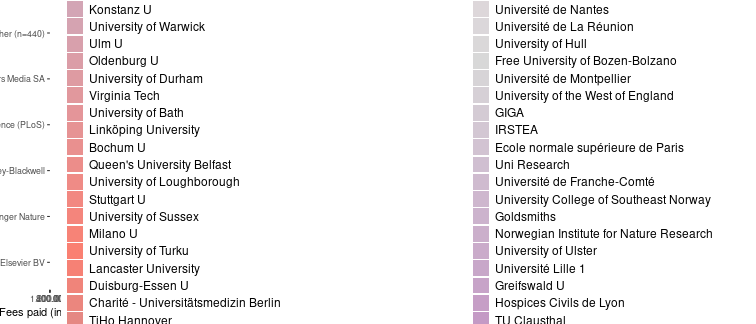 her (n=440)
rs Media SA
ence (PLoS)
ey-Blackwell
nger Nature
Elsevier BV
Fees paid (in
Konstanz U
University of Warwick
Ulm U
Oldenburg U
University of Durham
Virginia Tech
University of Bath
Linköping University
Bochum U
Queen's University Belfast
University of Loughborough
Stuttgart U
University of Sussex
Milano U
University of Turku
Lancaster University
Duisburg-Essen U
Charité - Universitätsmedizin Berlin
TiHo Hannover
Université de Nantes
Université de La Réunion
University of Hull
Free University of Bozen-Bolzano
Université de Montpellier
University of the West of England
GIGA
IRSTEA
Ecole normale supérieure de Paris
Uni Research
Université de Franche-Comté
University College of Southeast Norway
Goldsmiths
Norwegian Institute for Nature Research
University of Ulster
Université Lille 1
Greifswald U
Hospices Civils de Lyon
TU Clausthal